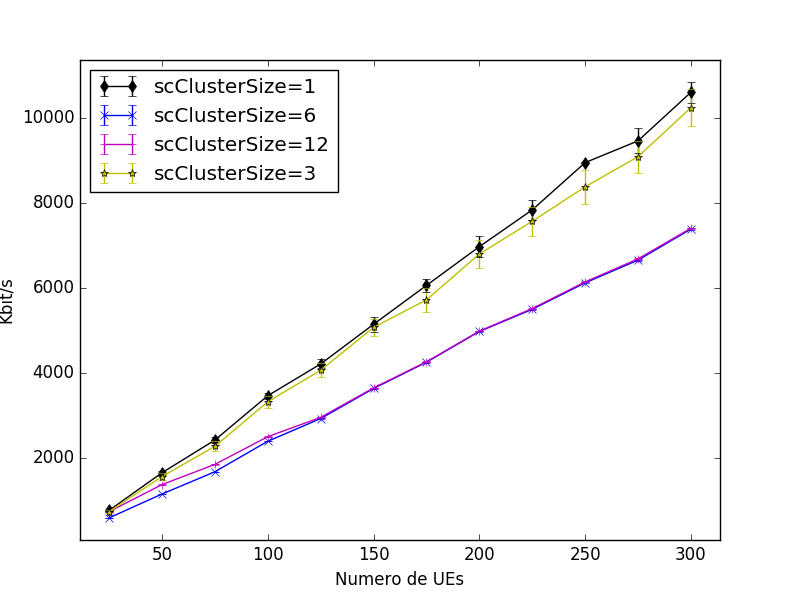 scClusterSize=1
scClusterSize=6
scClusterSize=12
scClusterSize=3
10000
8000
6000
4000
2000
Kbit/s
50 100 150 200 250 300
Numero de UEs